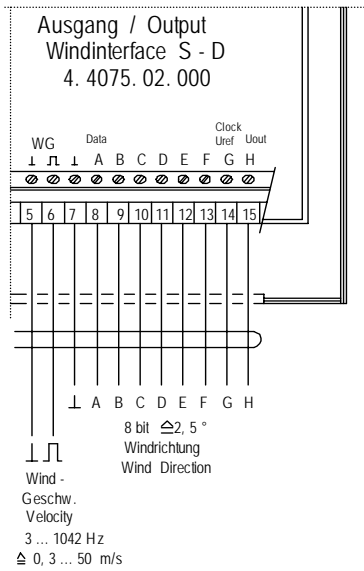 Ausgang / Output
Windinterface S - D
4. 4075. 02. 000
Clock
WG Data Uref Uout
⊥ ⎍ ⊥ A B C D E F G H
5 6 7 8 9 10 11 12 13 14 15
⊥ A B C D E F G H
8 bit ≙2, 5 °
Windrichtung
Wind Direction
⊥ ⎍
Wind -
Geschw.
Velocity
3 ... 1042 Hz
≙ 0, 3 ... 50 m/s